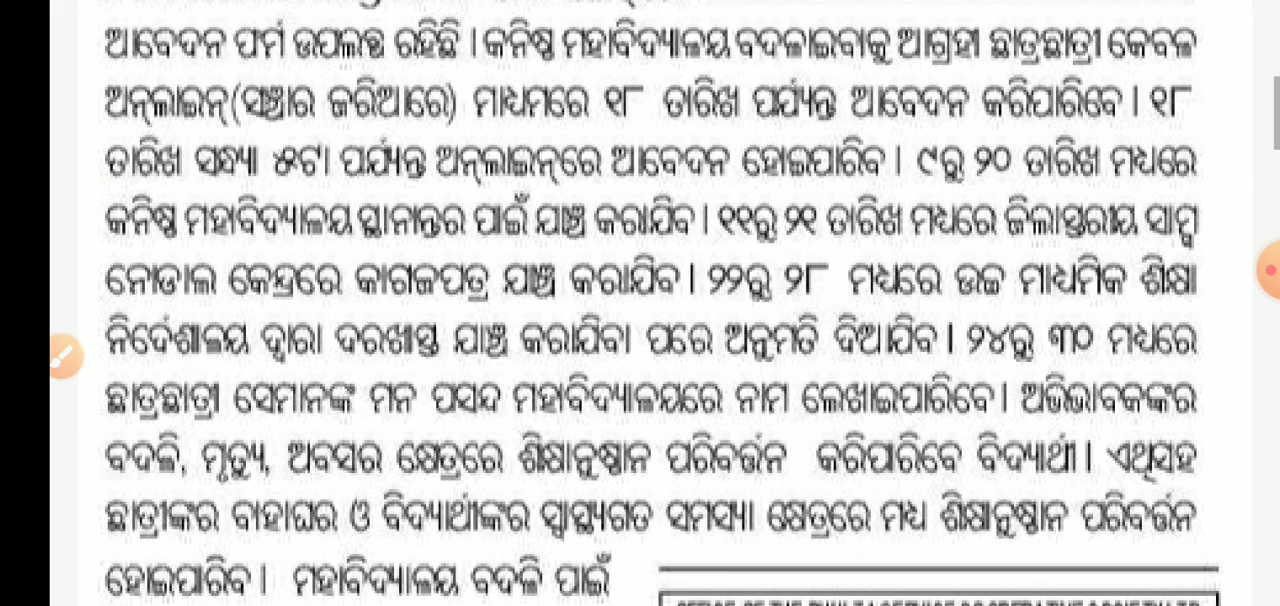 ଆବେଦନ ଫର୍ମ ଉପଲବ୍ଧ ରହିଛି । କନିଷ୍ଠ ମହାବିଦ୍ୟାଳୟ ବଦଳାଇବାକୁ ଆଗ୍ରହୀ ଛାତ୍ରଛାତ୍ରୀ କେବଳ
ଅନ୍‌ଲାଇନ୍(ସଞ୍ଚାର ଜରିଆରେ) ମାଧ୍ୟମରେ ୧୮ ତାରିଖ ପର୍ଯ୍ୟନ୍ତ ଆବେଦନ କରିପାରିବେ । ୧୮
ତାରିଖ ସନ୍ଧ୍ୟା ୫ଟା ପର୍ଯ୍ୟନ୍ତ ଅନ୍‌ଲାଇନ୍‌ରେ ଆବେଦନ ହୋଇପାରିବ । ୯ରୁ ୨୦ ତାରିଖ ମଧ୍ୟରେ
କନିଷ୍ଠ ମହାବିଦ୍ୟାଳୟ ସ୍ଥାନାନ୍ତର ପାଇଁ ଯାଞ୍ଚ କରାଯିବ । ୧୧ରୁ ୨୧ ତାରିଖ ମଧ୍ୟରେ ଜିଲାସ୍ତରୀୟ ସାମ୍ସ
ନୋଡାଲ କେନ୍ଦ୍ରରେ କାଗଜପତ୍ର ଯାଞ୍ଚ କରାଯିବ । ୨୨ରୁ ୨୮ ମଧ୍ୟରେ ଉଚ୍ଚ ମାଧ୍ୟମିକ ଶିକ୍ଷା
ନିର୍ଦେଶାଳୟ ଦ୍ୱାରା ଦରଖାସ୍ତ ଯାଞ୍ଚ କରାଯିବା ପରେ ଅନୁମତି ଦିଆଯିବ । ୨୪ରୁ ୩୦ ମଧ୍ୟରେ
ଛାତ୍ରଛାତ୍ରୀ ସେମାନଙ୍କ ମନ ପସନ୍ଦ ମହାବିଦ୍ୟାଳୟରେ ନାମ ଲେଖାଇପାରିବେ । ଅଭିଭାବକଙ୍କର
ବଦଳି, ମୃତ୍ୟୁ, ଅବସର କ୍ଷେତ୍ରରେ ଶିକ୍ଷାନୁଷ୍ଠାନ ପରିବର୍ତ୍ତନ କରିପାରିବେ ବିଦ୍ୟାର୍ଥୀ । ଏଥିସହ
ଛାତ୍ରୀଙ୍କର ବାହାଘର ଓ ବିଦ୍ୟାର୍ଥୀଙ୍କର ସ୍ୱାସ୍ଥ୍ୟଗତ ସମସ୍ୟା କ୍ଷେତ୍ରରେ ମଧ୍ୟ ଶିକ୍ଷାନୁଷ୍ଠାନ ପରିବର୍ତ୍ତନ
ହୋଇପାରିବ । ମହାବିଦ୍ୟାଳୟ ବଦଳି ପାଇଁ